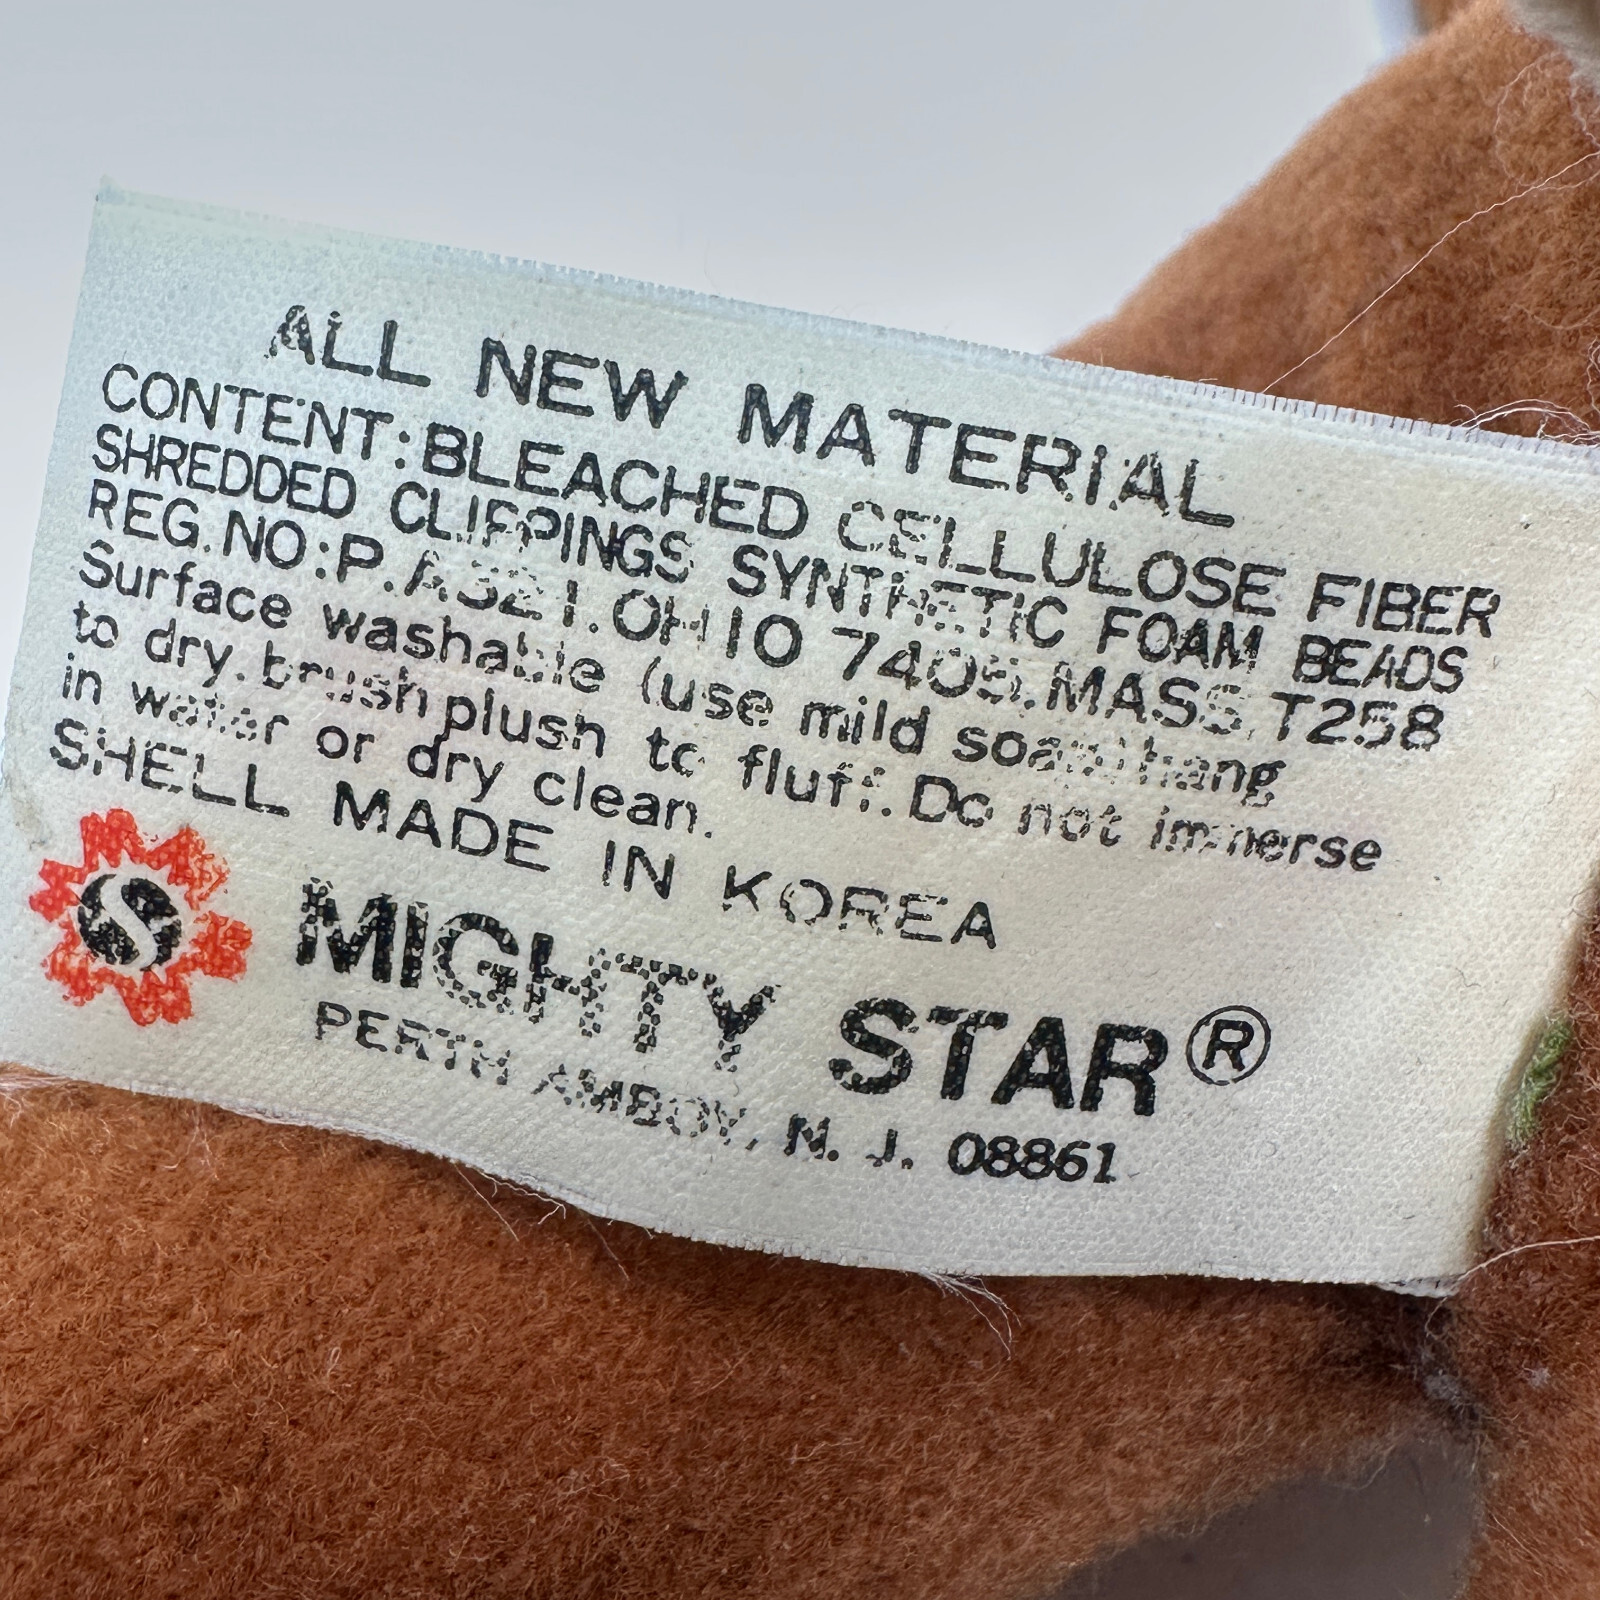 ALL NEW MATERIAL
CONTENT: BLEACHED CELLULOSE FIBER
SHREDDED CLIPPINGS SYNTHETIC FOAM BEADS
REG. NO: P. A 321. OHIO 7405. MASS. T258
Surface washable (use mild soap) hang
to dry. brush plush to fluff. Do not immerse
in water or dry clean.
SHELL MADE IN KOREA
S
MIGHTY STAR®
PERTH AMBOY, N. J. 08861